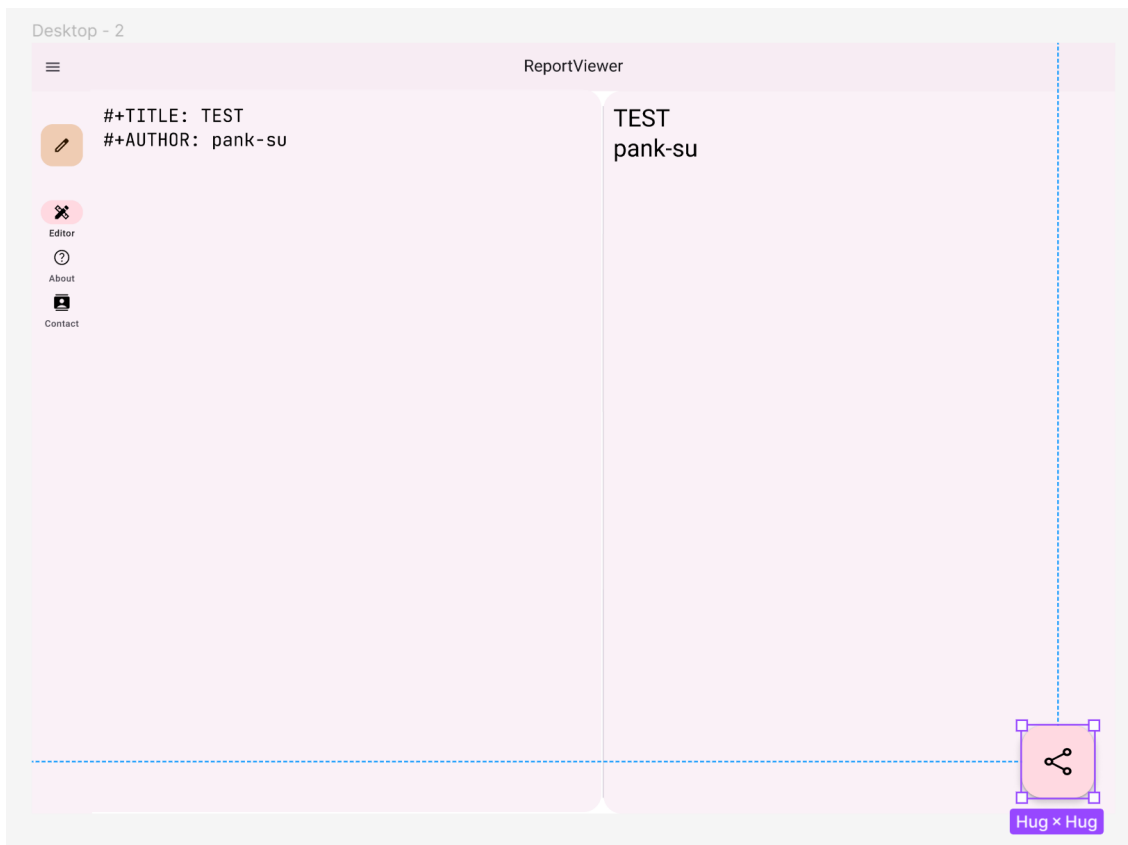 Desktop - 2
ReportViewer
#+TITLE: TEST
#+AUTHOR: pank-su
TEST
pank-su
Editor
About
Contact
Hug × Hug